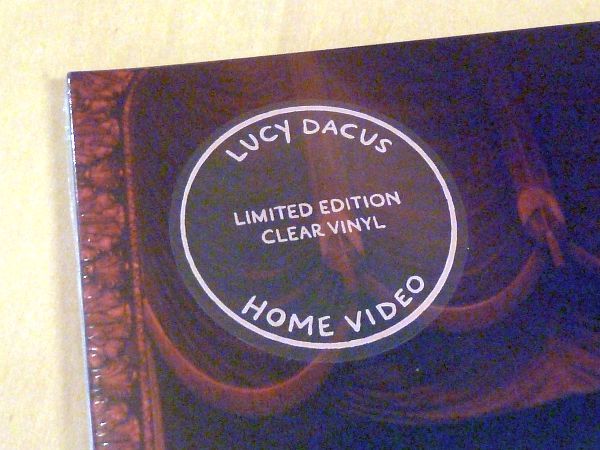 LUCY DACUS
LIMITED EDITION
CLEAR VINYL
HOME VIDEO